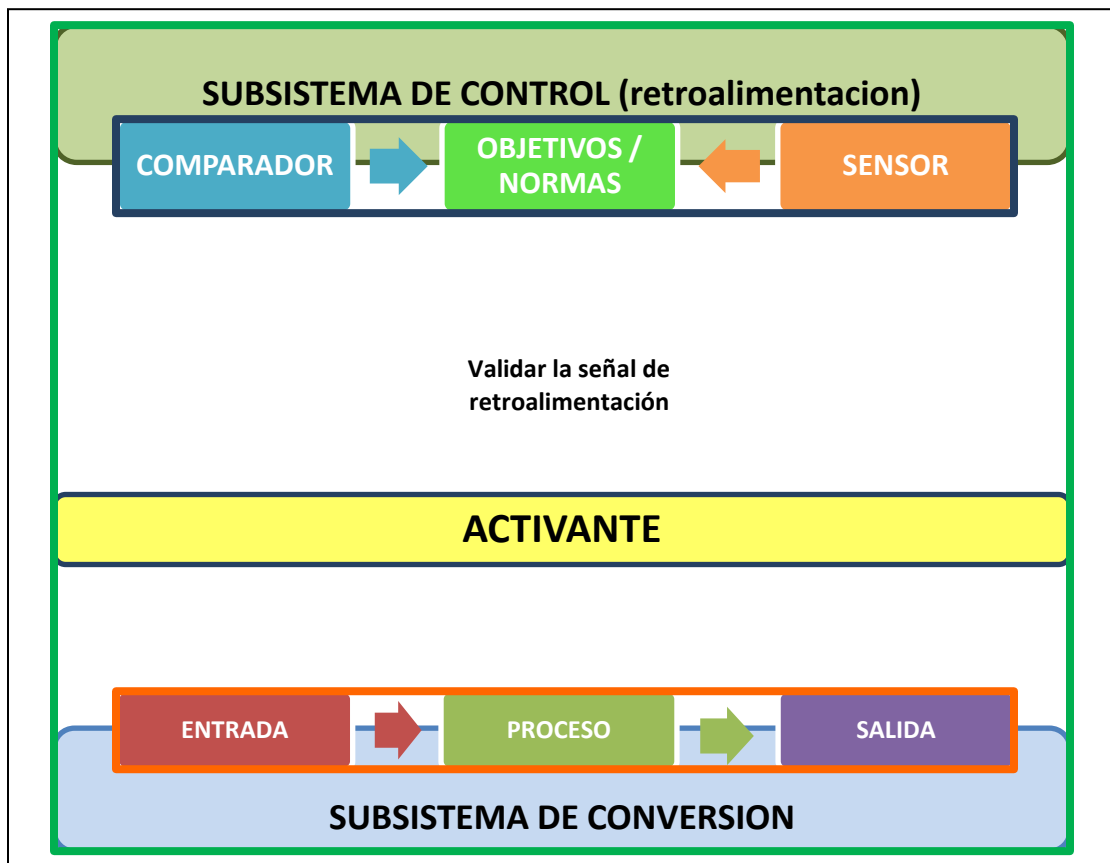 SUBSISTEMA DE CONTROL (retroalimentacion)
COMPARADOR
OBJETIVOS /
NORMAS
SENSOR
Validar la señal de
retroalimentación
ACTIVANTE
ENTRADA
PROCESO
SALIDA
SUBSISTEMA DE CONVERSION